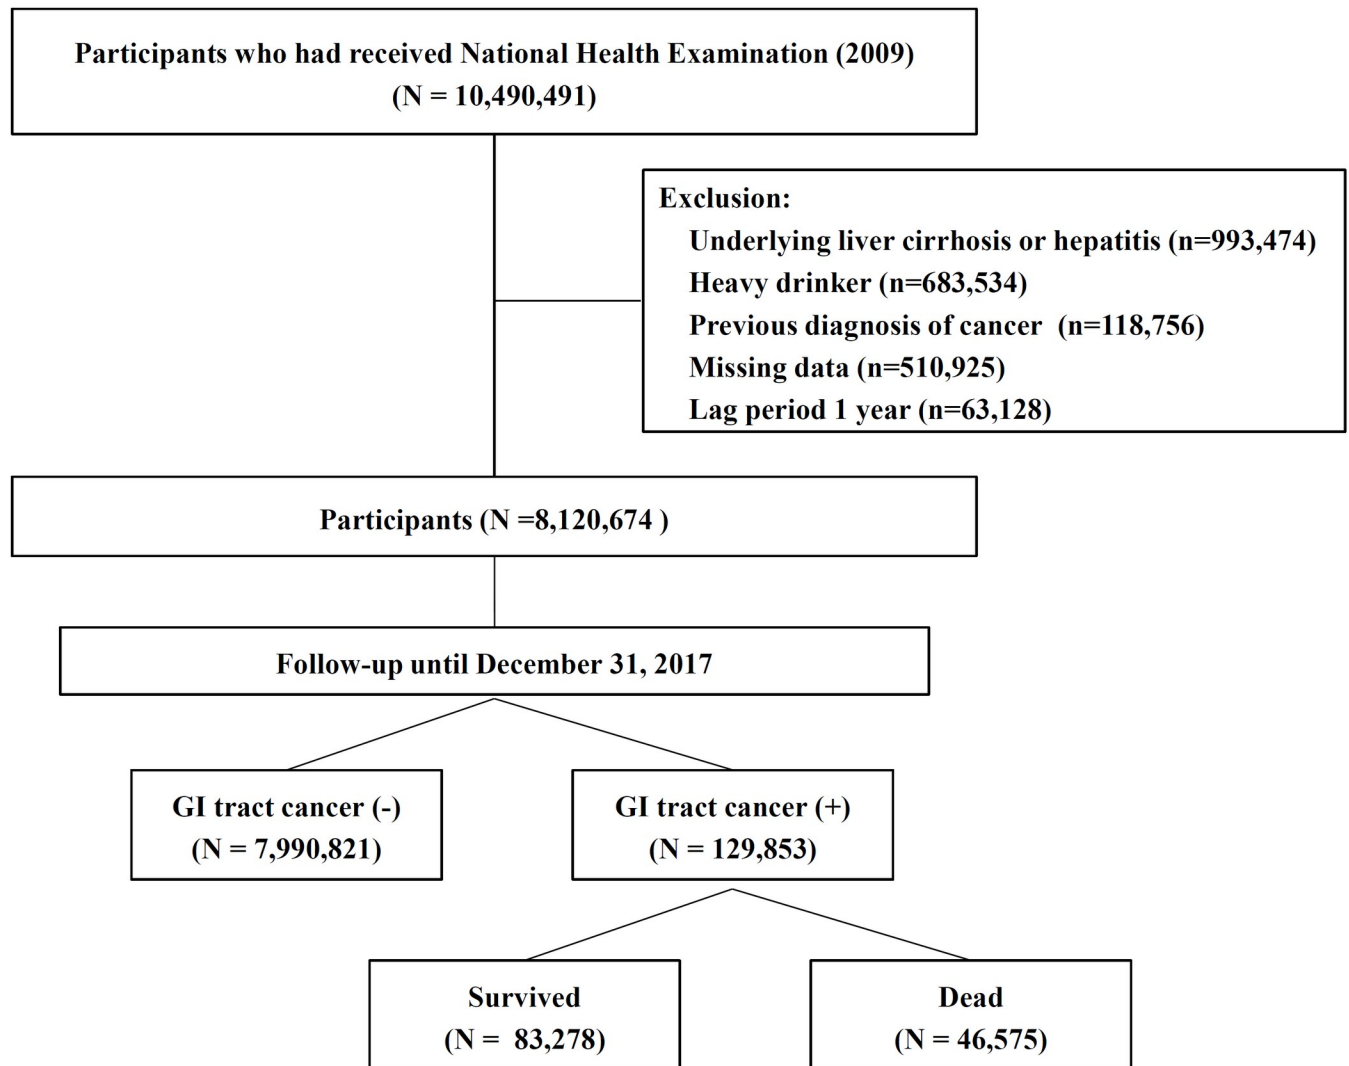 Participants who had received National Health Examination (2009)
(N = 10,490,491)
Exclusion:
Underlying liver cirrhosis or hepatitis (n=993,474)
Heavy drinker (n=683,534)
Previous diagnosis of cancer  (n=118,756)
Missing data (n=510,925)
Lag period 1 year (n=63,128)
Participants (N =8,120,674 )
Follow-up until December 31, 2017
GI tract cancer (-)
(N = 7,990,821)
GI tract cancer (+)
(N = 129,853)
Survived
(N =  83,278)
Dead
(N = 46,575)